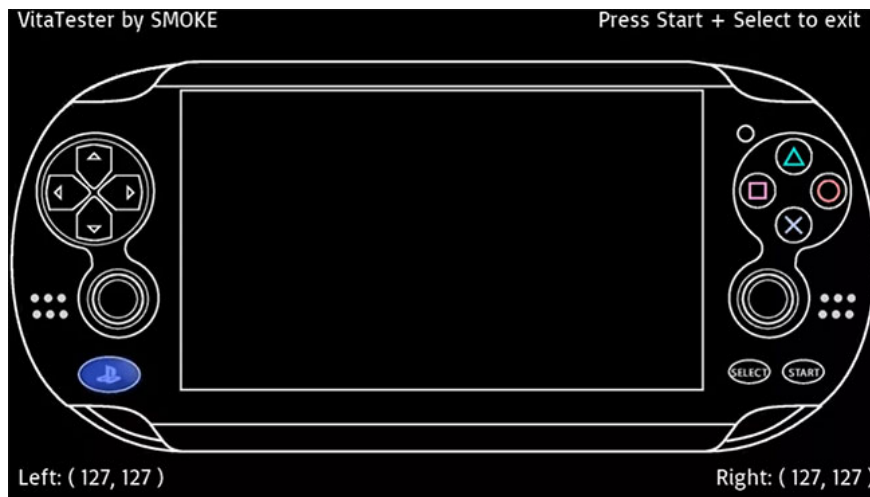 VitaTester by SMOKE
Press Start + Select to exit
SELECT
START
Left: ( 127, 127 )
Right: ( 127, 127 )